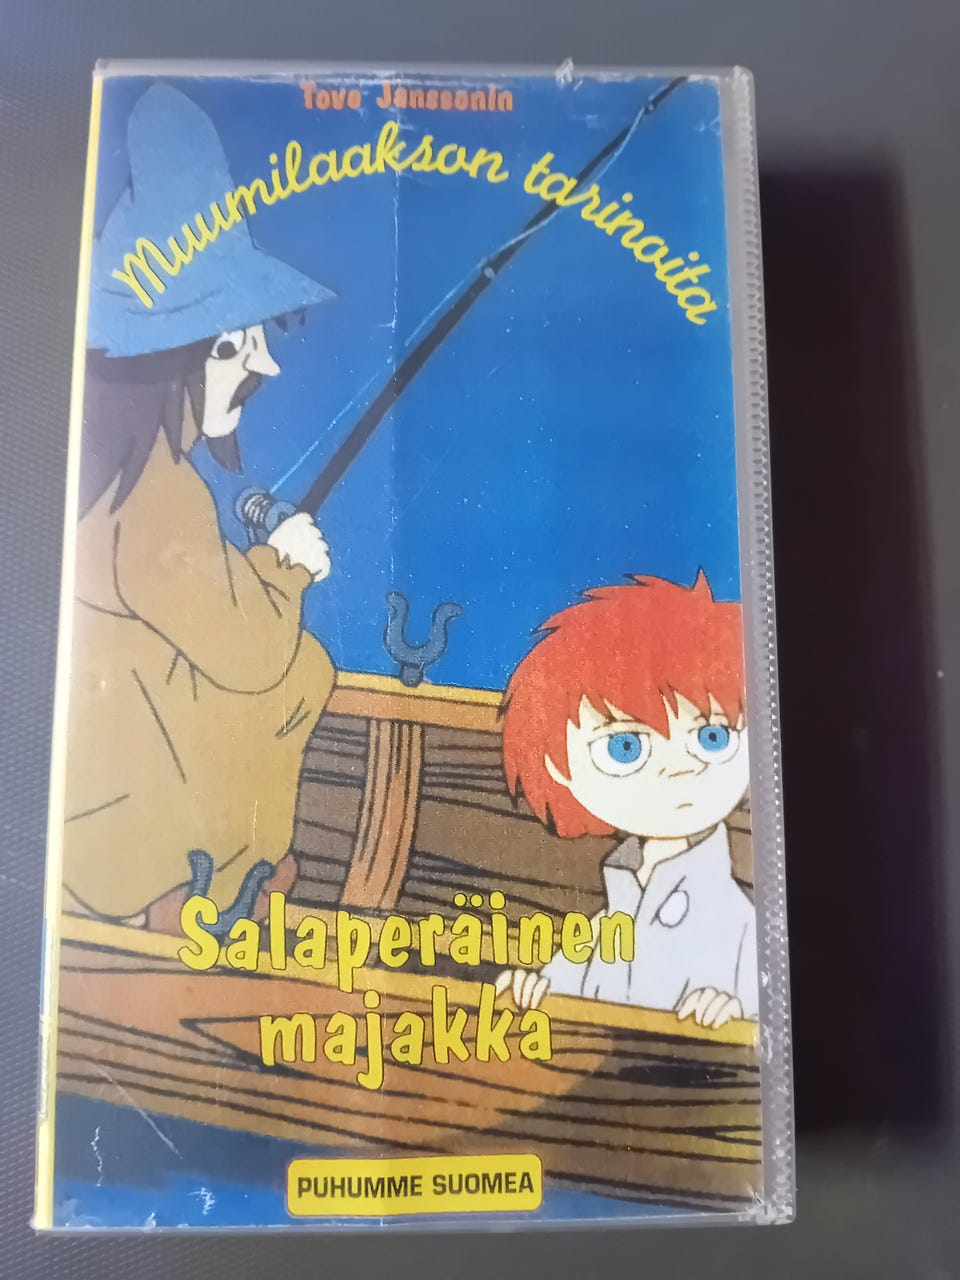 Tove Janssonin
Muumilaakson tarinoita
Salaperäinen
majakka
PUHUMME SUOMEA